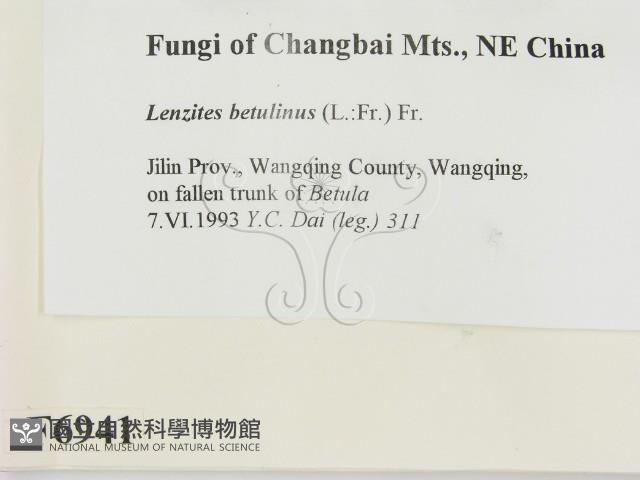 Fungi of Changbai Mts., NE China
Lenzites betulinus (L.:Fr.) Fr.
Jilin Prov., Wangqing County, Wangqing,
on fallen trunk of Betula
7.VI.1993 Y.C. Dai (leg.) 311
F6941
國立自然科學博物館
NATIONAL MUSEUM OF NATURAL SCIENCE